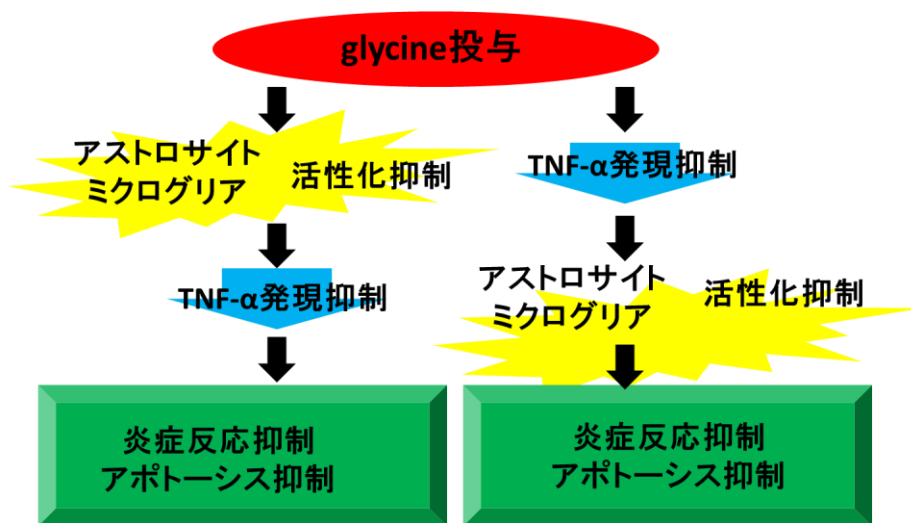 glycine投与
アストロサイト
ミクログリア
活性化抑制
TNF-α発現抑制
炎症反応抑制
アポトーシス抑制
TNF-α発現抑制
アストロサイト
ミクログリア
活性化抑制
炎症反応抑制
アポトーシス抑制